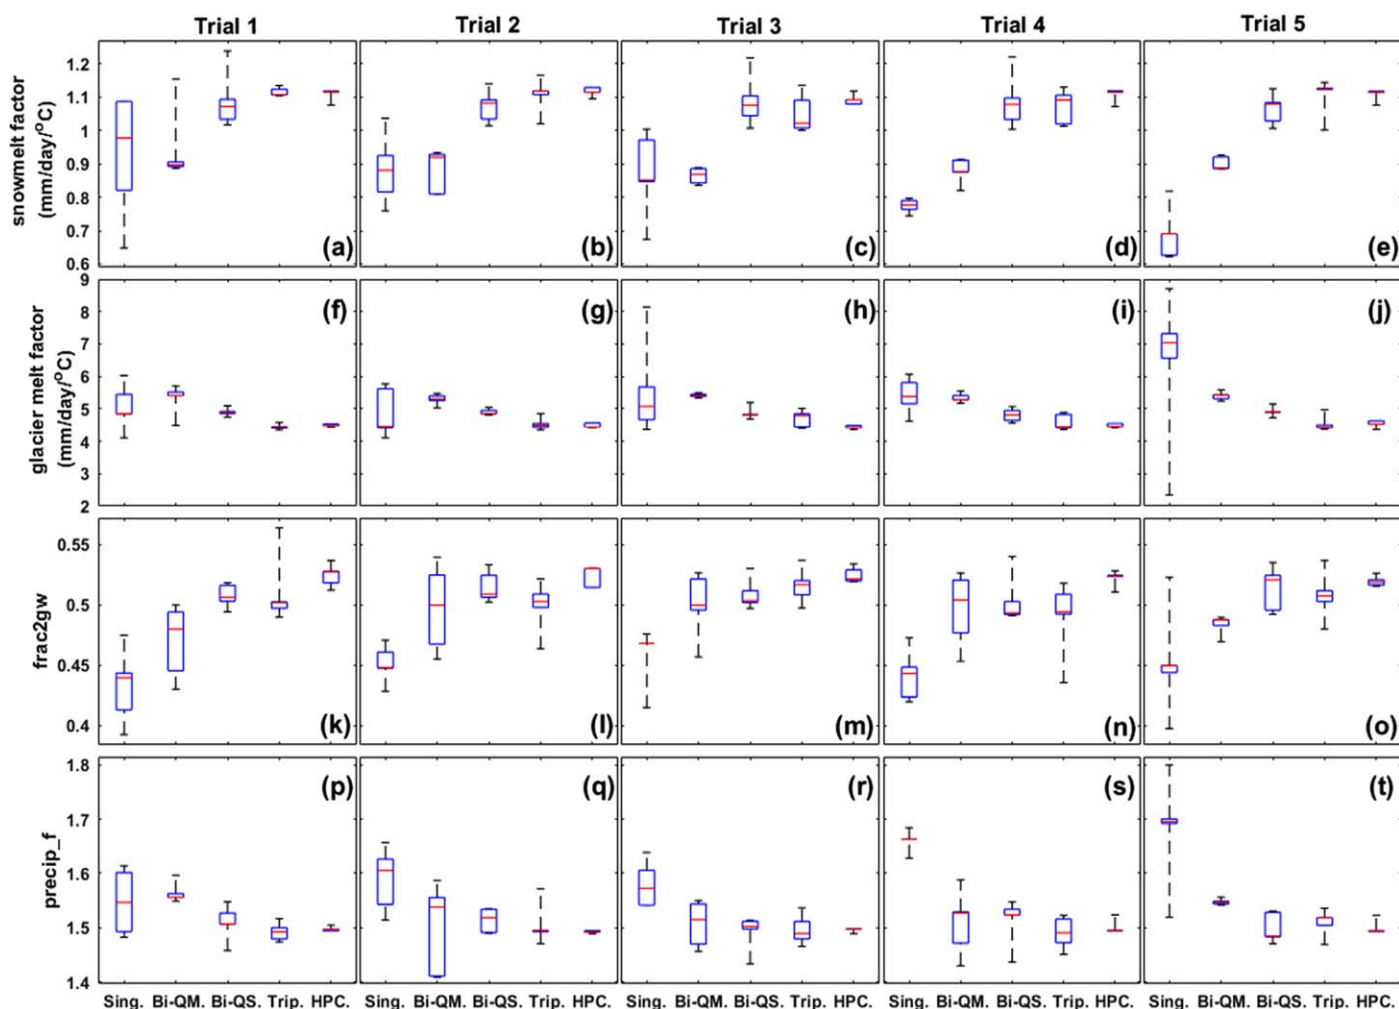 Trial 1 Trial 2 Trial 3 Trial 4 Trial 5
snowmelt factor
(mm/day/°C)
1.2
1.1
1
0.9
0.8
0.7
0.6
(a) (b) (c) (d) (e)
glacier melt factor
(mm/day/°C)
9
8
7
6
5
4
3
2
(f) (g) (h) (i) (j)
frac2gw
0.55
0.5
0.45
0.4
(k) (l) (m) (n) (o)
precip_f
1.8
1.7
1.6
1.5
1.4
(p) (q) (r) (s) (t)
Sing. Bi-QM. Bi-QS. Trip. HPC. Sing. Bi-QM. Bi-QS. Trip. HPC. Sing. Bi-QM. Bi-QS. Trip. HPC. Sing. Bi-QM. Bi-QS. Trip. HPC. Sing. Bi-QM. Bi-QS. Trip. HPC.